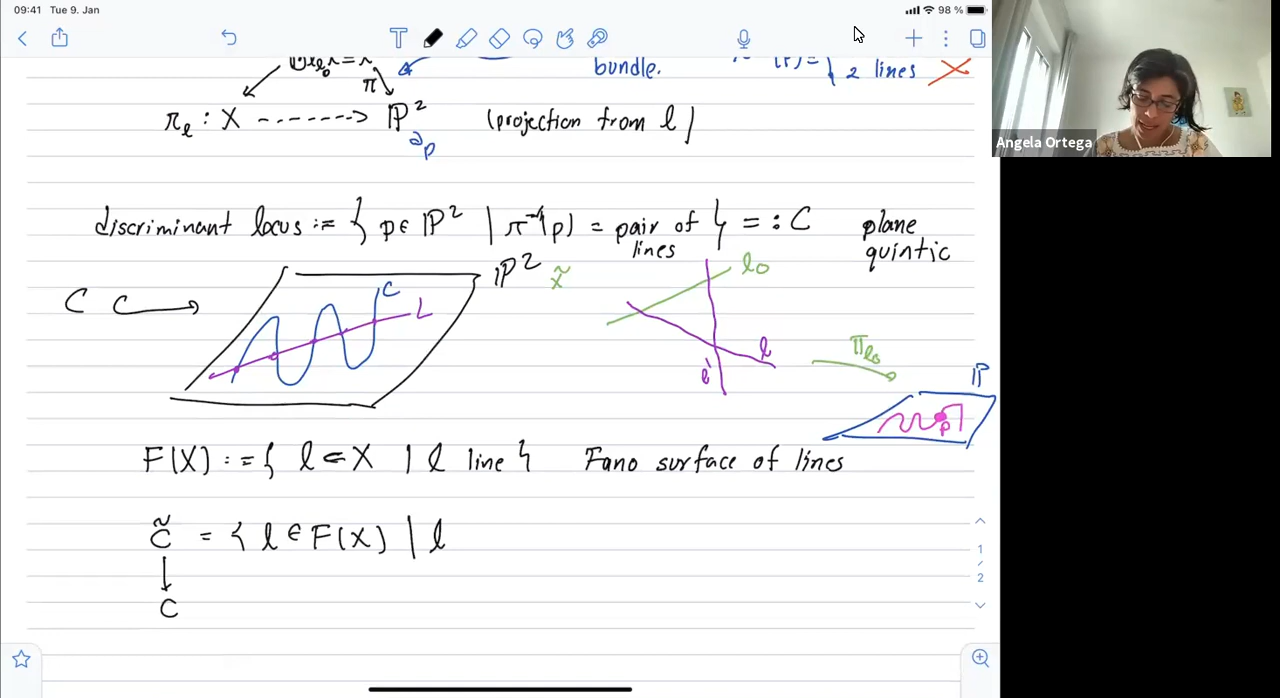 09:41 Tue 9. Jan
98 %
Angela Ortega
π
bundle.
2 lines
π_ℓ : X -----> ℙ² (projection from ℓ)
discriminant locus := { p ∈ ℙ² | π⁻¹(p) = pair of lines } =: C plane quintic
C ⊂⟶ ℙ²
C
L
X̃
ℓ₀
ℓ
ℓ'
π_ℓ₀
ℙ
p
F(X) := { ℓ ⊂ X | ℓ line } Fano surface of lines
C̃ = { ℓ ∈ F(X) | ℓ
↓
C
1
/
2